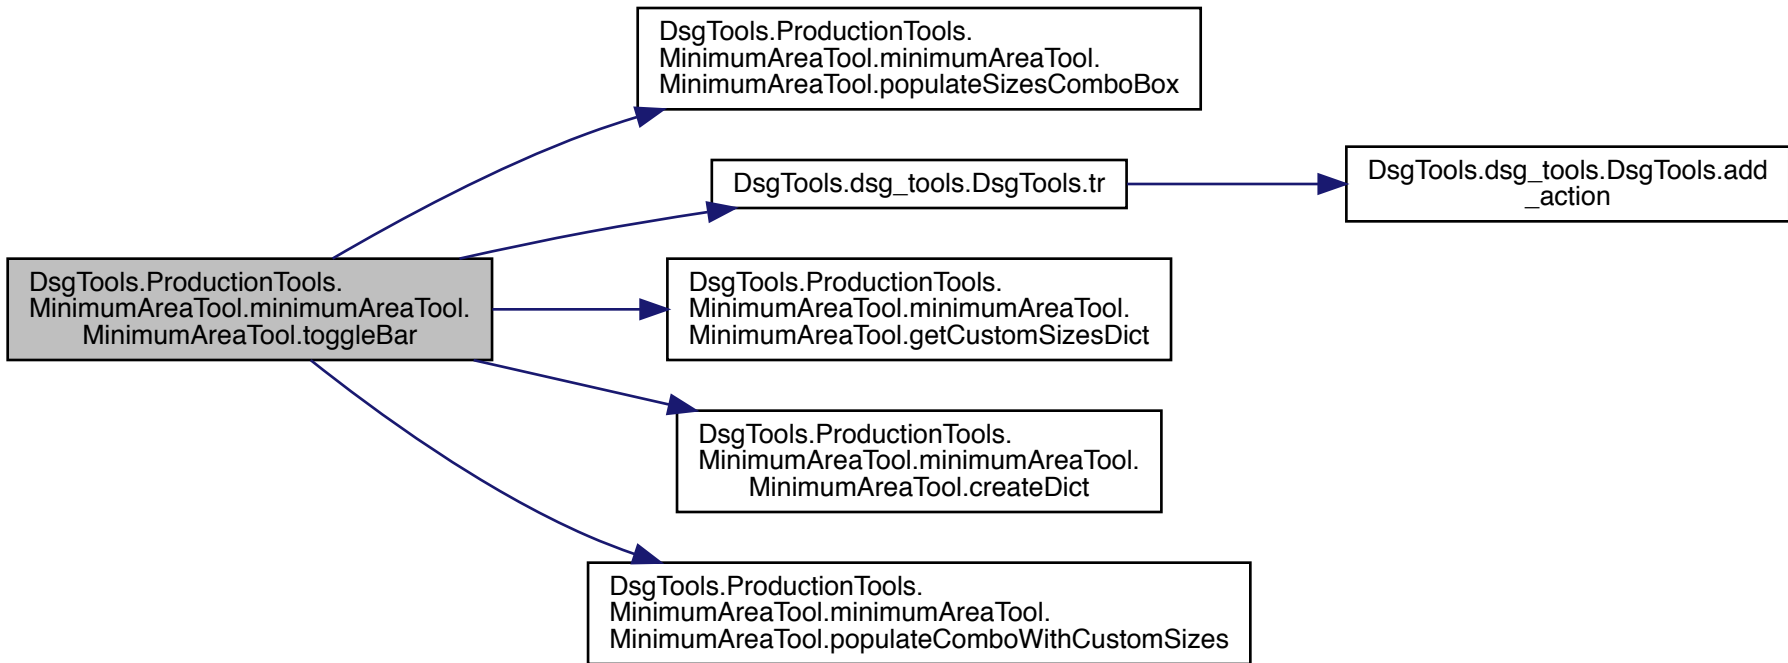 DsgTools.ProductionTools.
MinimumAreaTool.minimumAreaTool.
MinimumAreaTool.populateSizesComboBox
DsgTools.dsg_tools.DsgTools.tr
DsgTools.dsg_tools.DsgTools.add
_action
DsgTools.ProductionTools.
MinimumAreaTool.minimumAreaTool.
MinimumAreaTool.toggleBar
DsgTools.ProductionTools.
MinimumAreaTool.minimumAreaTool.
MinimumAreaTool.getCustomSizesDict
DsgTools.ProductionTools.
MinimumAreaTool.minimumAreaTool.
MinimumAreaTool.createDict
DsgTools.ProductionTools.
MinimumAreaTool.minimumAreaTool.
MinimumAreaTool.populateComboWithCustomSizes